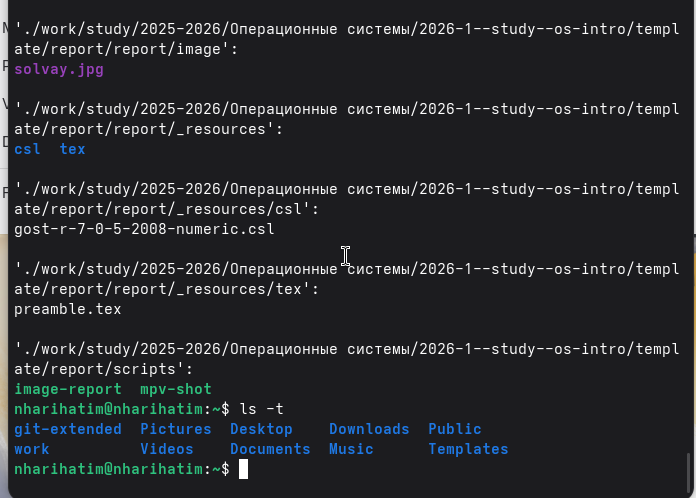 './work/study/2025-2026/Операционные системы/2026-1--study--os-intro/templ
ate/report/report/image':
solvay.jpg
'./work/study/2025-2026/Операционные системы/2026-1--study--os-intro/templ
ate/report/report/_resources':
csl  tex
'./work/study/2025-2026/Операционные системы/2026-1--study--os-intro/templ
ate/report/report/_resources/csl':
gost-r-7-0-5-2008-numeric.csl
'./work/study/2025-2026/Операционные системы/2026-1--study--os-intro/templ
ate/report/report/_resources/tex':
preamble.tex
'./work/study/2025-2026/Операционные системы/2026-1--study--os-intro/templ
ate/report/scripts':
image-report  mpv-shot
nharihatim@nharihatim:~$ ls -t
git-extended  Pictures  Desktop    Downloads  Public
work          Videos    Documents  Music      Templates
nharihatim@nharihatim:~$